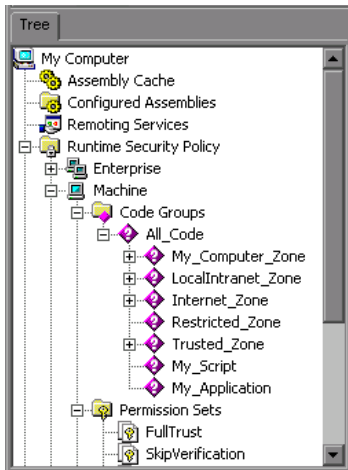 Tree
My Computer
Assembly Cache
Configured Assemblies
Remoting Services
Runtime Security Policy
Enterprise
Machine
Code Groups
All_Code
My_Computer_Zone
LocalIntranet_Zone
Internet_Zone
Restricted_Zone
Trusted_Zone
My_Script
My_Application
Permission Sets
FullTrust
SkipVerification